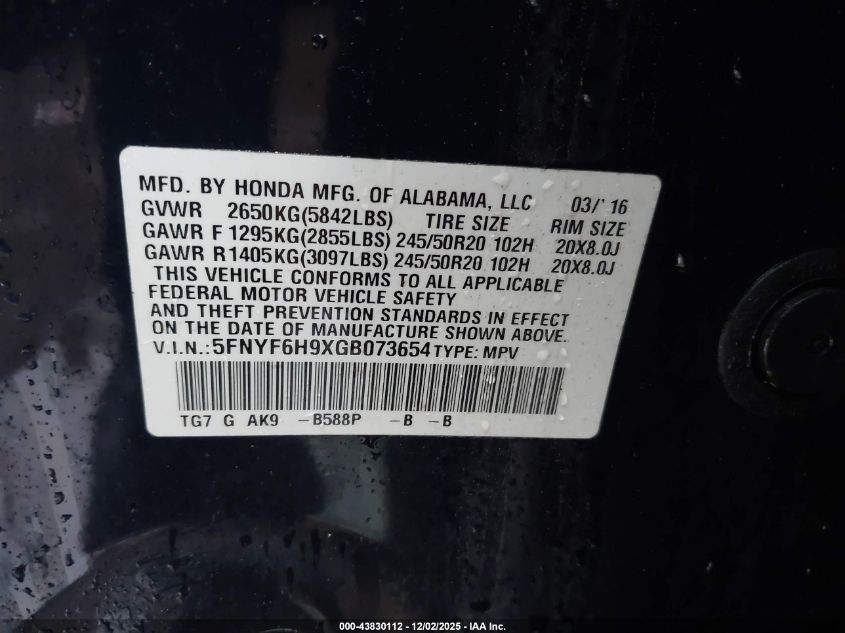 MFD. BY HONDA MFG. OF ALABAMA, LLC 03/'16
GVWR 2650KG(5842LBS) TIRE SIZE RIM SIZE
GAWR F 1295KG(2855LBS) 245/50R20 102H 20X8.0J
GAWR R 1405KG(3097LBS) 245/50R20 102H 20X8.0J
THIS VEHICLE CONFORMS TO ALL APPLICABLE
FEDERAL MOTOR VEHICLE SAFETY
AND THEFT PREVENTION STANDARDS IN EFFECT
ON THE DATE OF MANUFACTURE SHOWN ABOVE.
V.I.N.: 5FNYF6H9XGB073654 TYPE: MPV
TG7 G AK9 -B588P -B -B
000-43830112 - 12/02/2025 - IAA Inc.